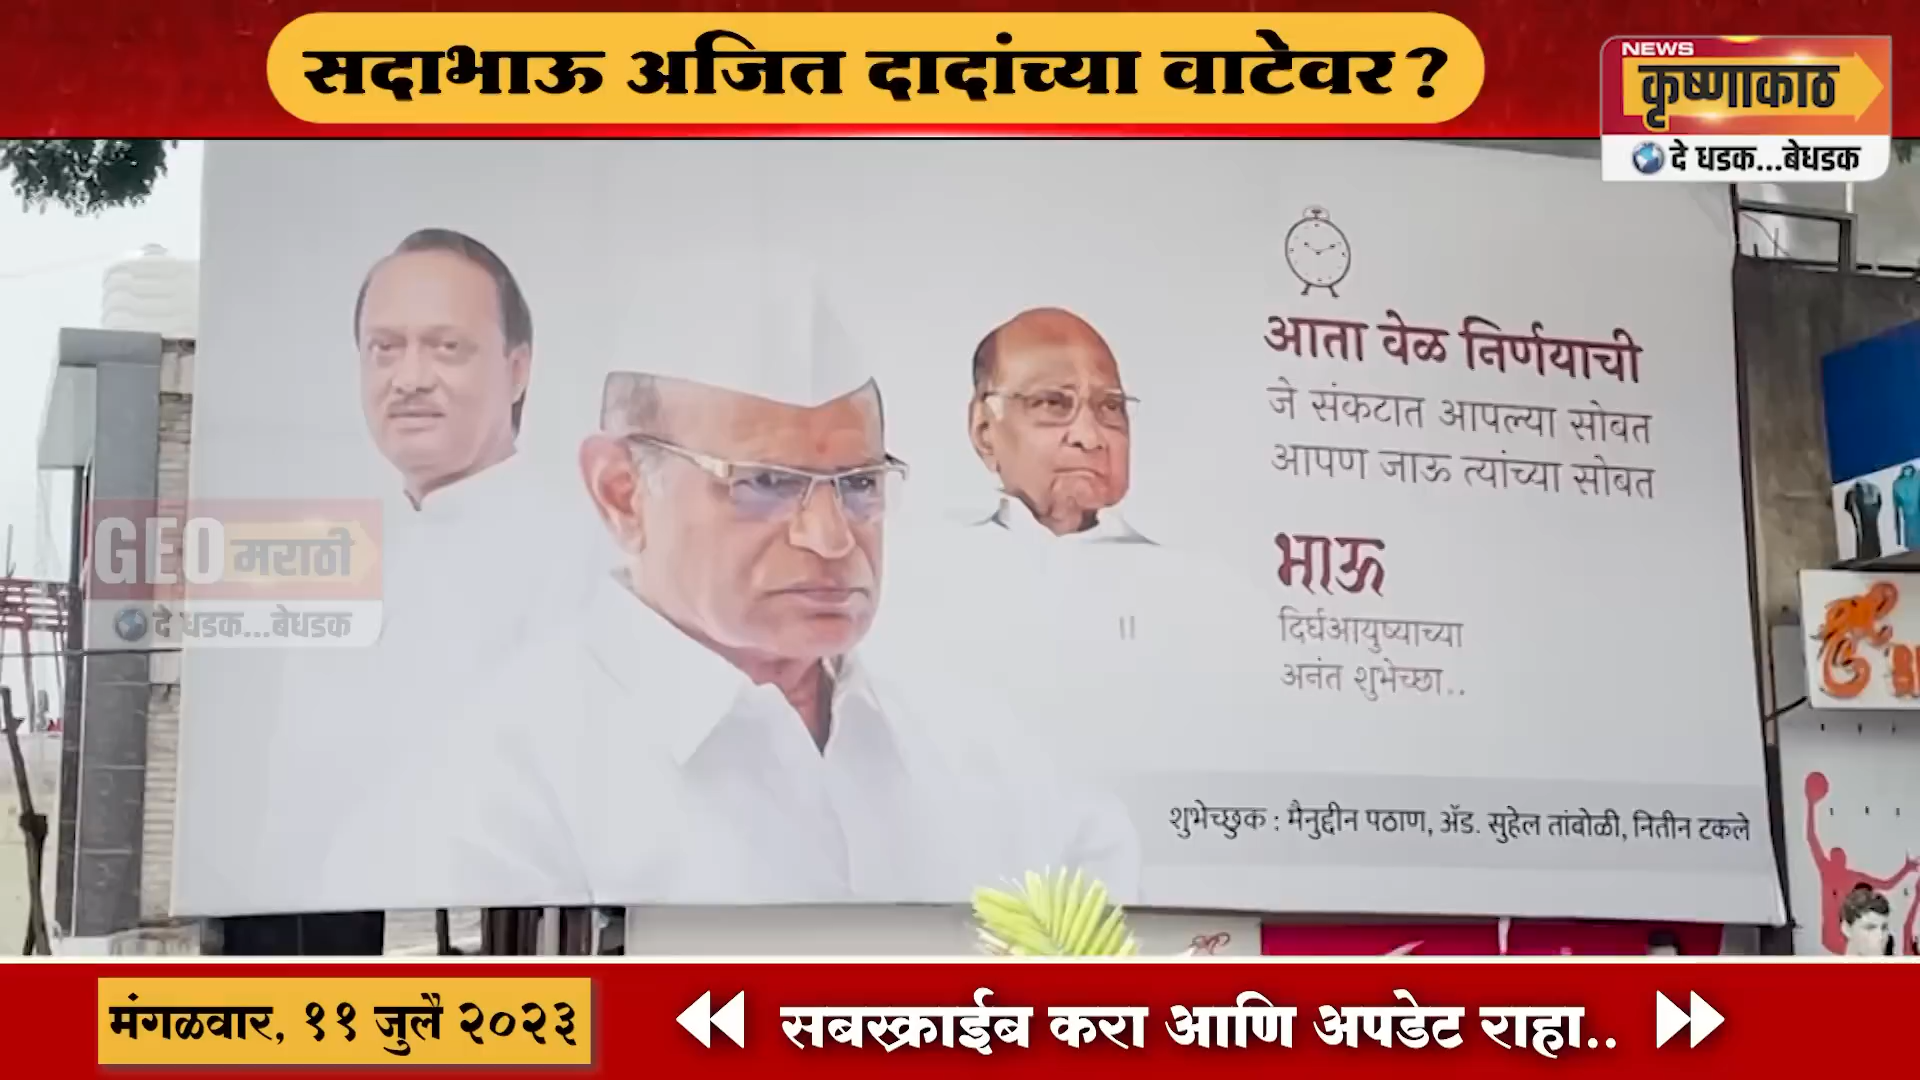 सदाभाऊ अजित दादांच्या वाटेवर?
NEWS
कृष्णाकाठ
दे धडक...बेधडक
आता वेळ निर्णयाची
जे संकटात आपल्या सोबत
आपण जाऊ त्यांच्या सोबत
भाऊ
दिर्घआयुष्याच्या
अनंत शुभेच्छा..
GEO मराठी
दे धडक...बेधडक
शुभेच्छुक : मैनुद्दीन पठाण, ॲड. सुहेल तांबोळी, नितीन टकले
मंगळवार, ११ जुलै २०२३
सबस्क्राईब करा आणि अपडेट राहा..